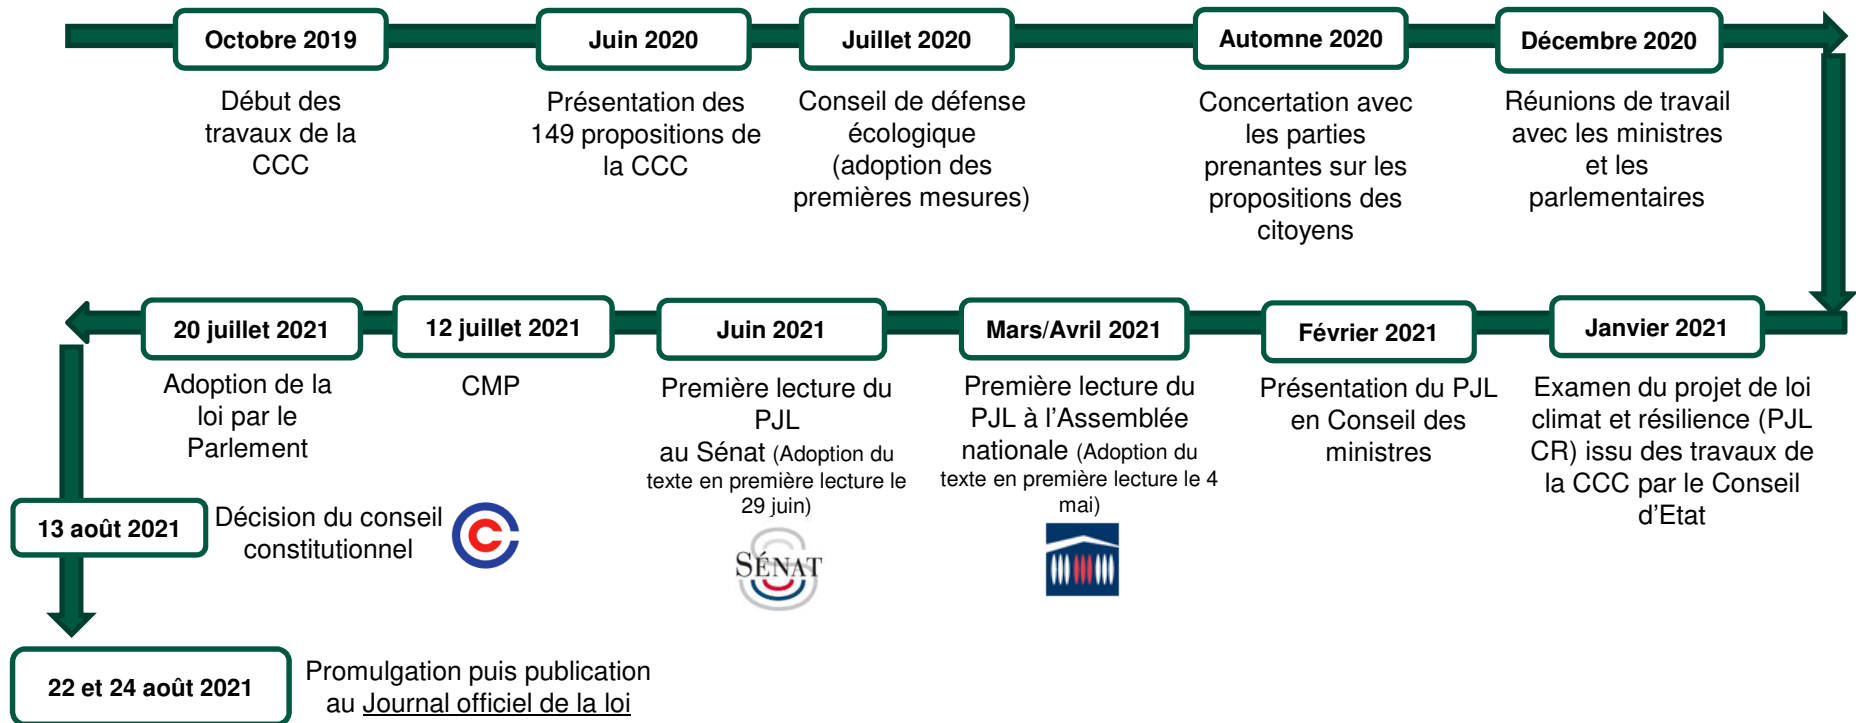 Octobre 2019
Début des
travaux de la
CCC
Juin 2020
Présentation des
149 propositions de
la CCC
Juillet 2020
Conseil de défense
écologique
(adoption des
premières mesures)
Automne 2020
Concertation avec
les parties
prenantes sur les
propositions des
citoyens
Décembre 2020
Réunions de travail
avec les ministres
et les
parlementaires
Janvier 2021
Examen du projet de loi
climat et résilience (PJL
CR) issu des travaux de
la CCC par le Conseil
d'Etat
Février 2021
Présentation du PJL
en Conseil des
ministres
Mars/Avril 2021
Première lecture du
PJL à l'Assemblée
nationale (Adoption du
texte en première lecture le 4
mai)
Juin 2021
Première lecture du
PJL
au Sénat (Adoption du
texte en première lecture le
29 juin)
SÉNAT
12 juillet 2021
CMP
20 juillet 2021
Adoption de la
loi par le
Parlement
13 août 2021
Décision du conseil
constitutionnel
22 et 24 août 2021
Promulgation puis publication
au Journal officiel de la loi